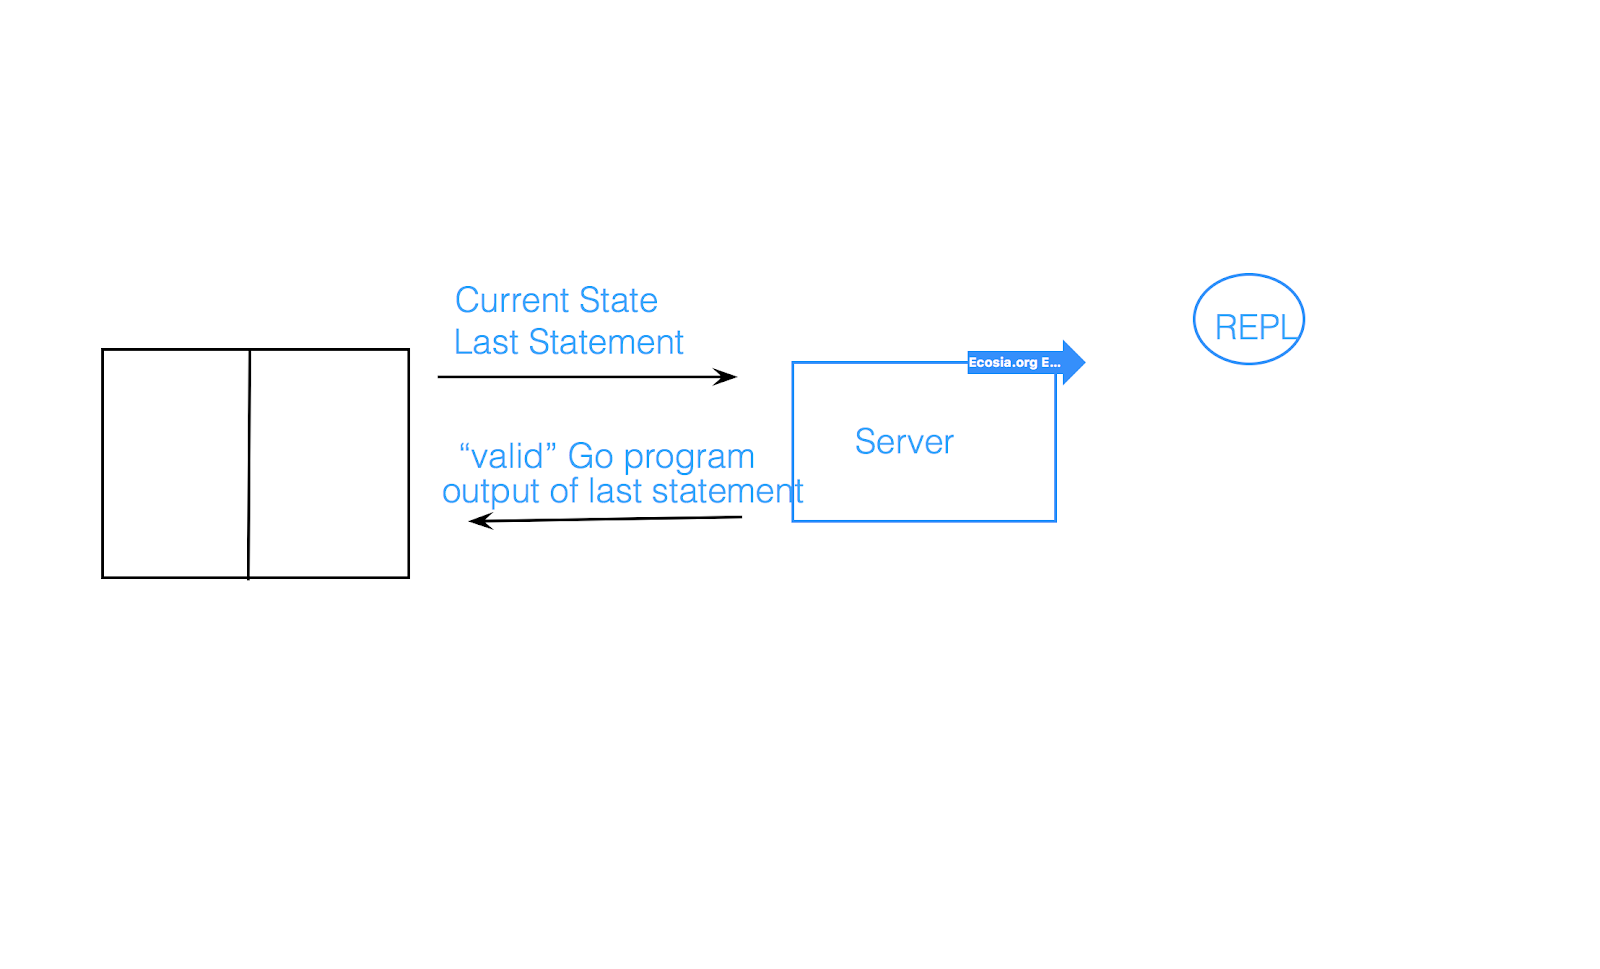 Current State
Last Statement
“valid” Go program
output of last statement
Server
Ecosia.org E...
REPL